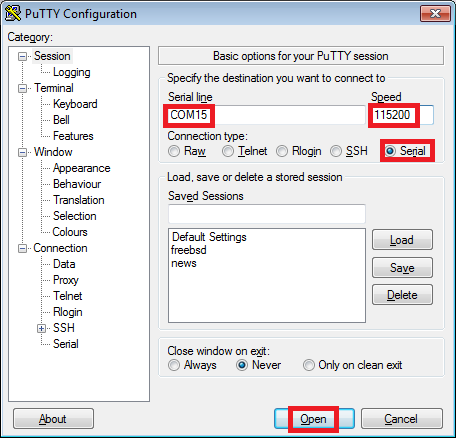 PuTTY Configuration
Category:
Session
Logging
Terminal
Keyboard
Bell
Features
Window
Appearance
Behaviour
Translation
Selection
Colours
Connection
Data
Proxy
Telnet
Rlogin
SSH
Serial
Basic options for your PuTTY session
Specify the destination you want to connect to
Serial line Speed
COM15 115200
Connection type:
Raw Telnet Rlogin SSH Serial
Load, save or delete a stored session
Saved Sessions
Default Settings
freebsd
news
Load
Save
Delete
Close window on exit:
Always Never Only on clean exit
About Open Cancel